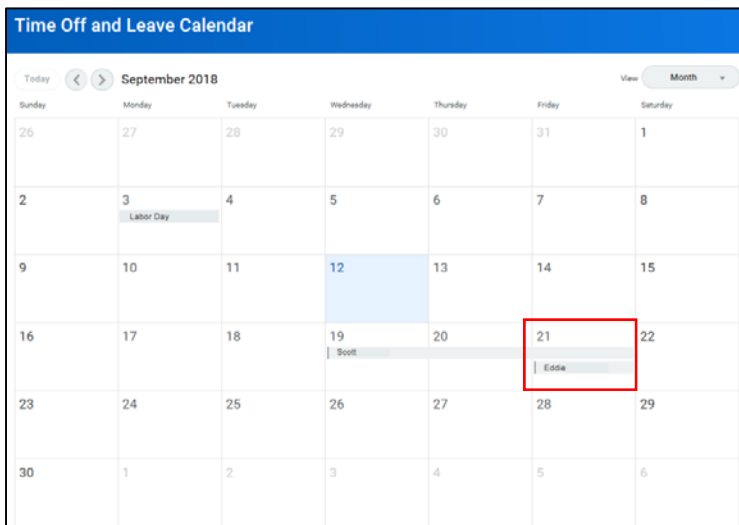 Time Off and Leave Calendar
Today < > September 2018 View Month
Sunday Monday Tuesday Wednesday Thursday Friday Saturday
26 27 28 29 30 31 1
2 3 4 5 6 7 8
Labor Day
9 10 11 12 13 14 15
16 17 18 19 20 21 22
Scott
Eddie
23 24 25 26 27 28 29
30 1 2 3 4 5 6